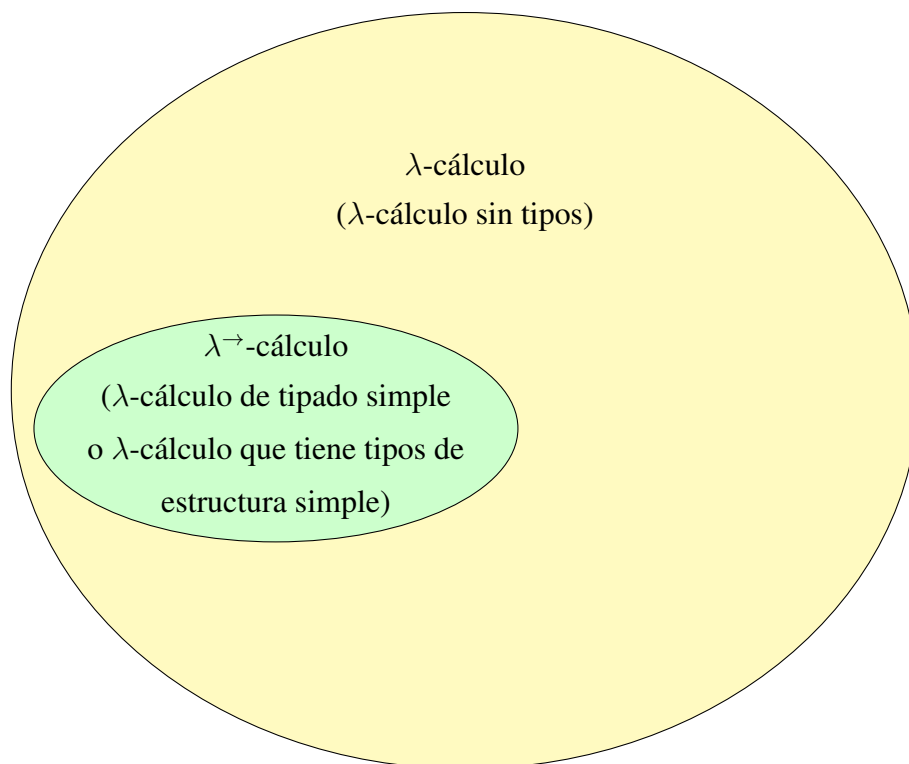 λ-cálculo
(λ-cálculo sin tipos)
λ→-cálculo
(λ-cálculo de tipado simple
o λ-cálculo que tiene tipos de
estructura simple)